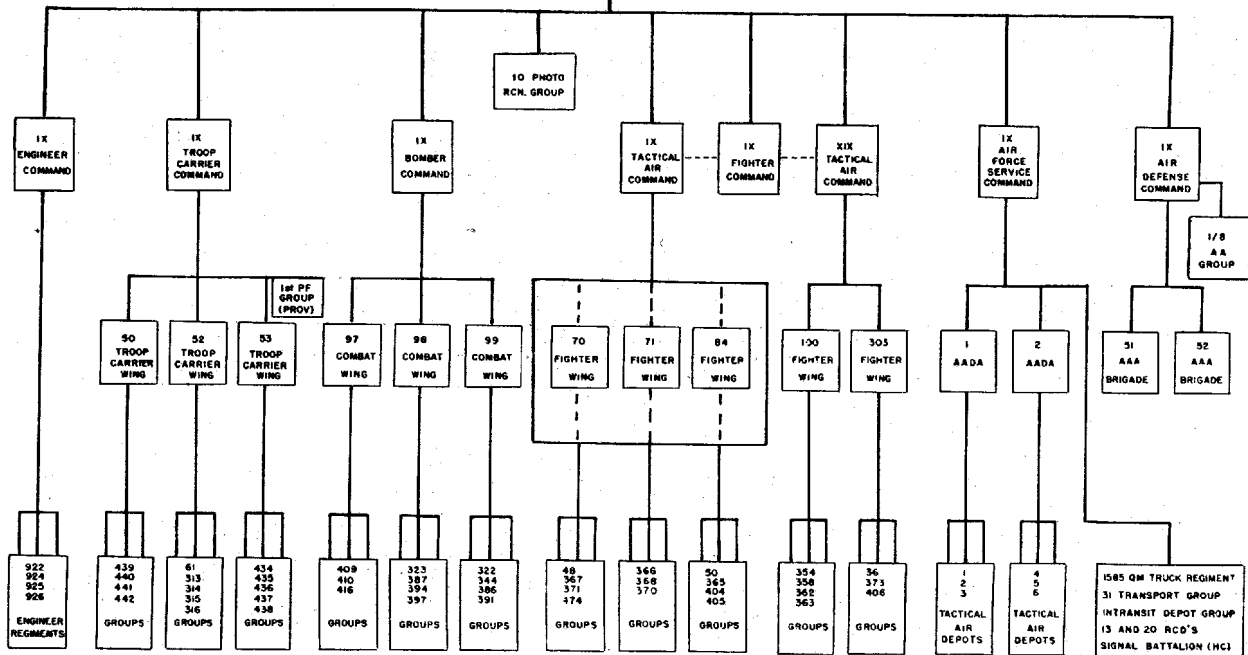 10 PHOTO
RCN. GROUP
IX
ENGINEER
COMMAND
IX
TROOP
CARRIER
COMMAND
IX
BOMBER
COMMAND
IX
TACTICAL
AIR
COMMAND
IX
FIGHTER
COMMAND
XIX
TACTICAL
AIR
COMMAND
IX
AIR
FORCE
SERVICE
COMMAND
IX
AIR
DEFENSE
COMMAND
1/8
AA
GROUP
1st PF
GROUP
(PROV)
50
TROOP
CARRIER
WING
52
TROOP
CARRIER
WING
53
TROOP
CARRIER
WING
97
COMBAT
WING
98
COMBAT
WING
99
COMBAT
WING
70
FIGHTER
WING
71
FIGHTER
WING
84
FIGHTER
WING
100
FIGHTER
WING
303
FIGHTER
WING
1
AADA
2
AADA
51
AAA
BRIGADE
52
AAA
BRIGADE
922
924
925
926
ENGINEER
REGIMENTS
439
440
441
442
GROUPS
61
313
314
315
316
GROUPS
434
435
436
437
438
GROUPS
409
410
416
GROUPS
323
387
394
397
GROUPS
322
344
386
391
GROUPS
48
367
371
474
GROUPS
366
368
370
GROUPS
50
365
404
405
GROUPS
354
358
362
363
GROUPS
36
373
406
GROUPS
1
2
3
TACTICAL
AIR
DEPOTS
4
5
6
TACTICAL
AIR
DEPOTS
1585 QM TRUCK REGIMENT
31 TRANSPORT GROUP
INTRANSIT DEPOT GROUP
13 AND 20 RCD'S
SIGNAL BATTALION (HC)